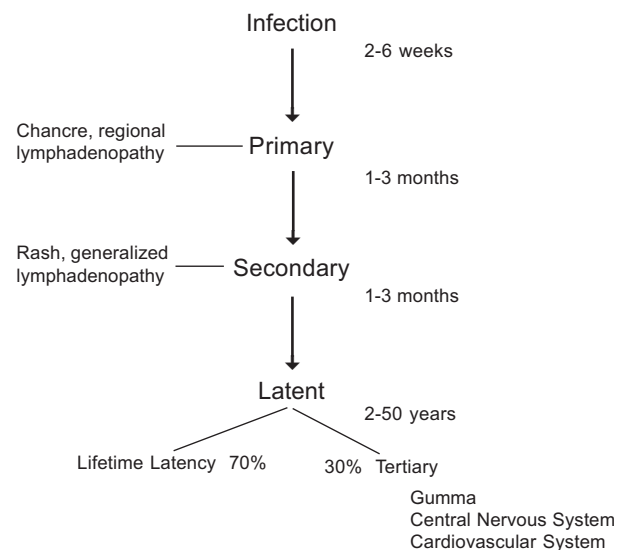 Infection
2-6 weeks
Chancre, regional
lymphadenopathy
Primary
1-3 months
Rash, generalized
lymphadenopathy
Secondary
1-3 months
Latent
2-50 years
Lifetime Latency 70%
30% Tertiary
Gumma
Central Nervous System
Cardiovascular System